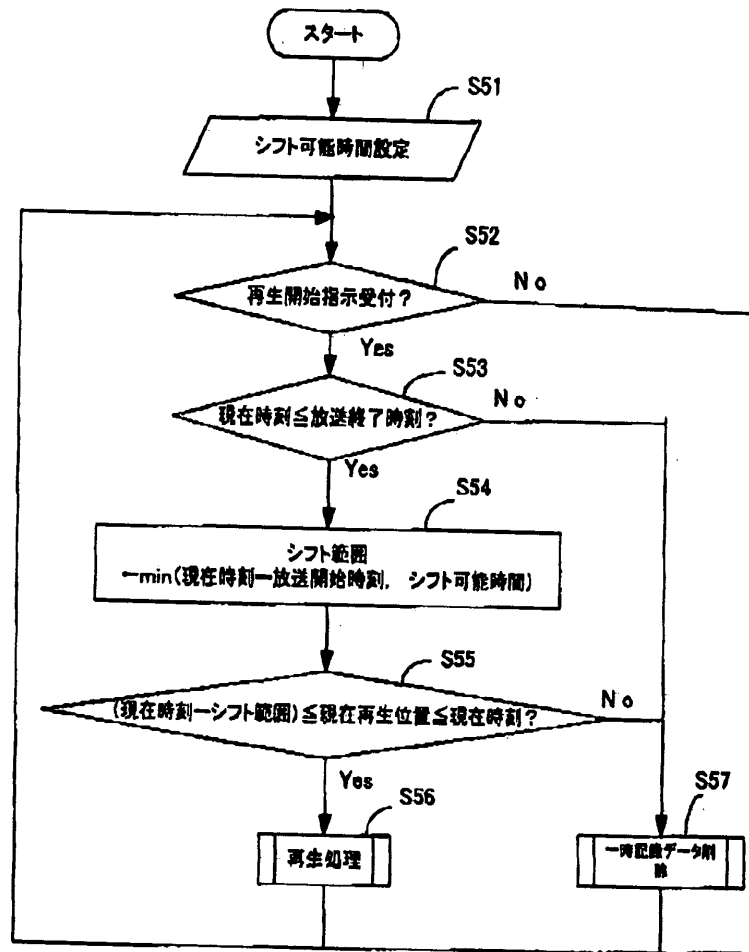 スタート
S51
シフト可能時間設定
S52
再生開始指示受付？
No
Yes
S53
現在時刻≦放送終了時刻？
No
Yes
S54
シフト範囲
←min(現在時刻－放送開始時刻，シフト可能時間)
S55
(現在時刻－シフト範囲)≦現在再生位置≦現在時刻？
No
Yes
S56
再生処理
S57
一時記録データ削
除